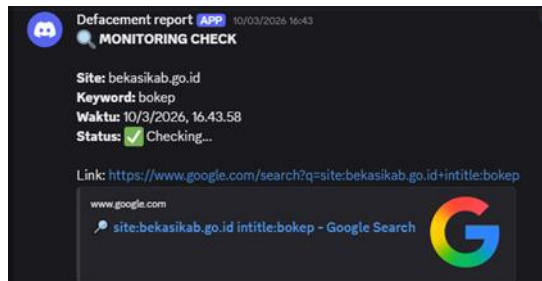 Defacement report APP 10/03/2026 16:43
🔍 MONITORING CHECK
Site: bekasikab.go.id
Keyword: bokep
Waktu: 10/3/2026, 16.43.58
Status: ✅ Checking...
Link: https://www.google.com/search?q=site:bekasikab.go.id+intitle:bokep
www.google.com
🔎 site:bekasikab.go.id intitle:bokep - Google Search
G